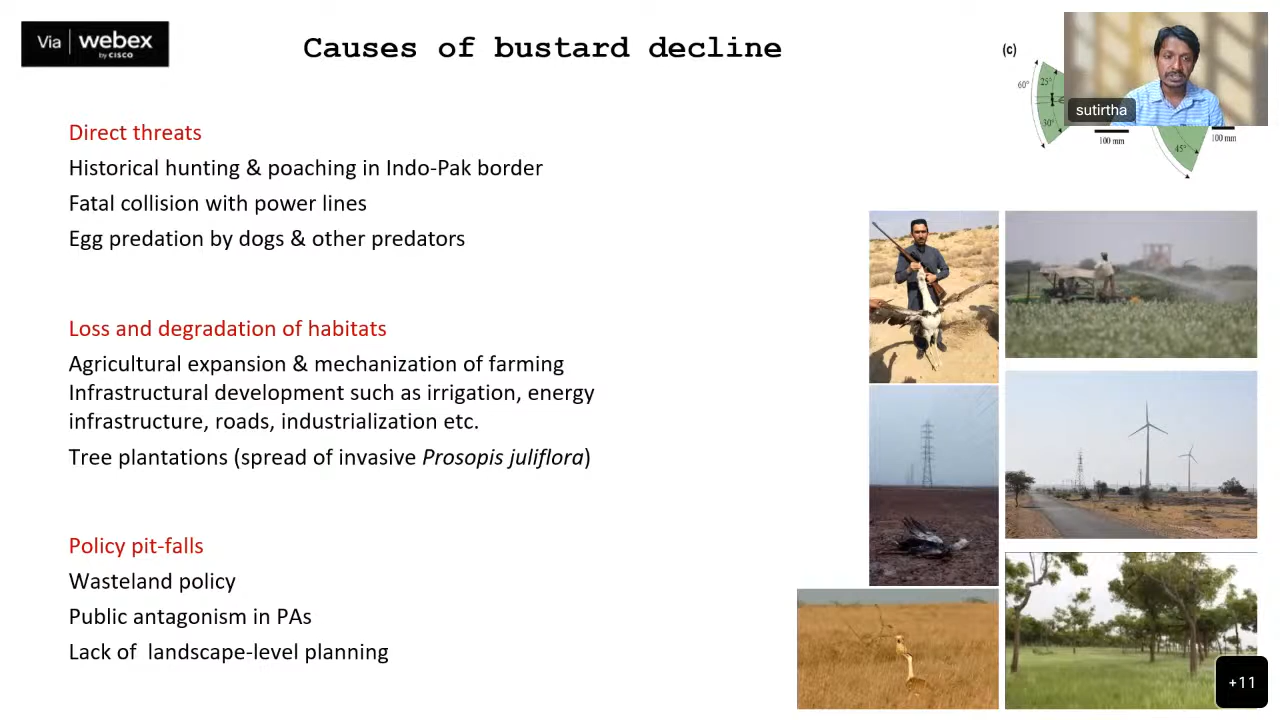 Via webex
by CISCO
Causes of bustard decline
(c)
60°
25°
30°
45°
100 mm
100 mm
sutirtha
Direct threats
Historical hunting & poaching in Indo-Pak border
Fatal collision with power lines
Egg predation by dogs & other predators
Loss and degradation of habitats
Agricultural expansion & mechanization of farming
Infrastructural development such as irrigation, energy
infrastructure, roads, industrialization etc.
Tree plantations (spread of invasive Prosopis juliflora)
Policy pit-falls
Wasteland policy
Public antagonism in PAs
Lack of  landscape-level planning
+11